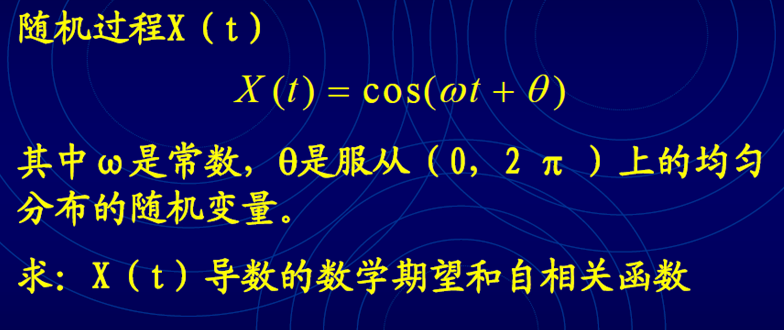 随机过程X（t）
X (t) = cos(ωt + θ)
其中ω是常数，θ是服从（0，2 π ）上的均匀
分布的随机变量。
求：X（t）导数的数学期望和自相关函数